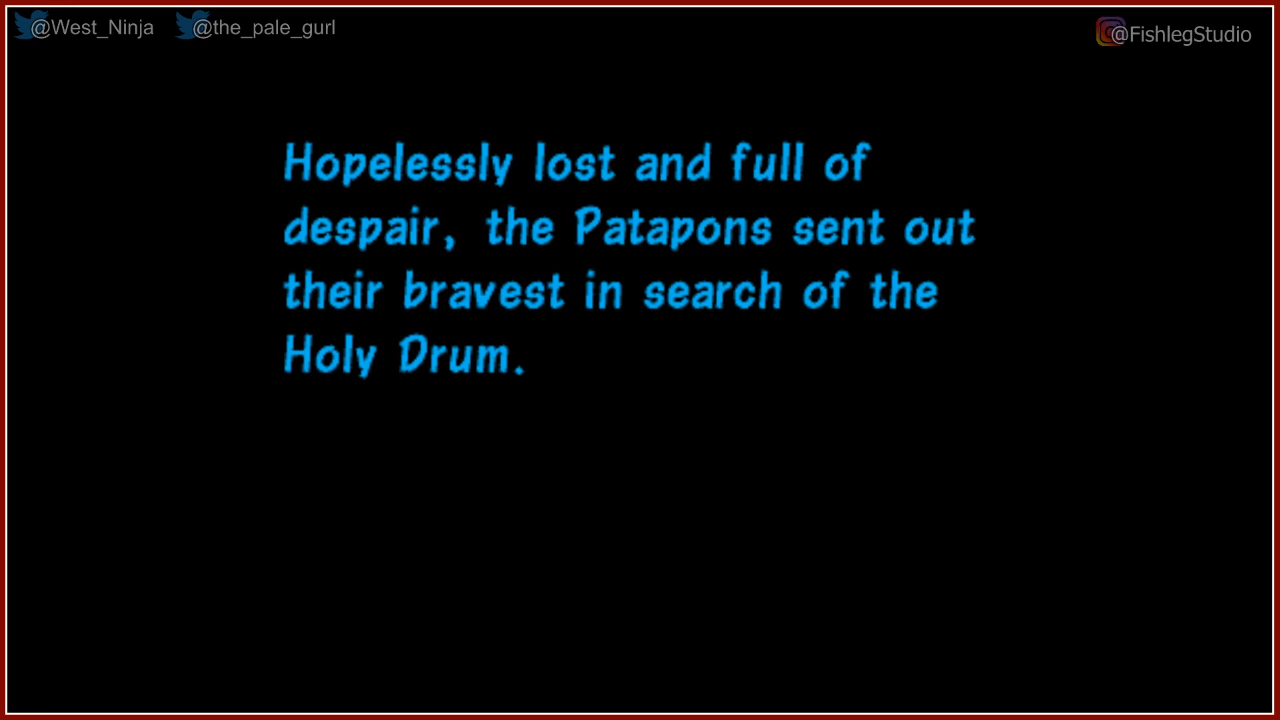 @West_Ninja @the_pale_gurl @FishlegStudio
Hopelessly lost and full of
despair, the Patapons sent out
their bravest in search of the
Holy Drum.